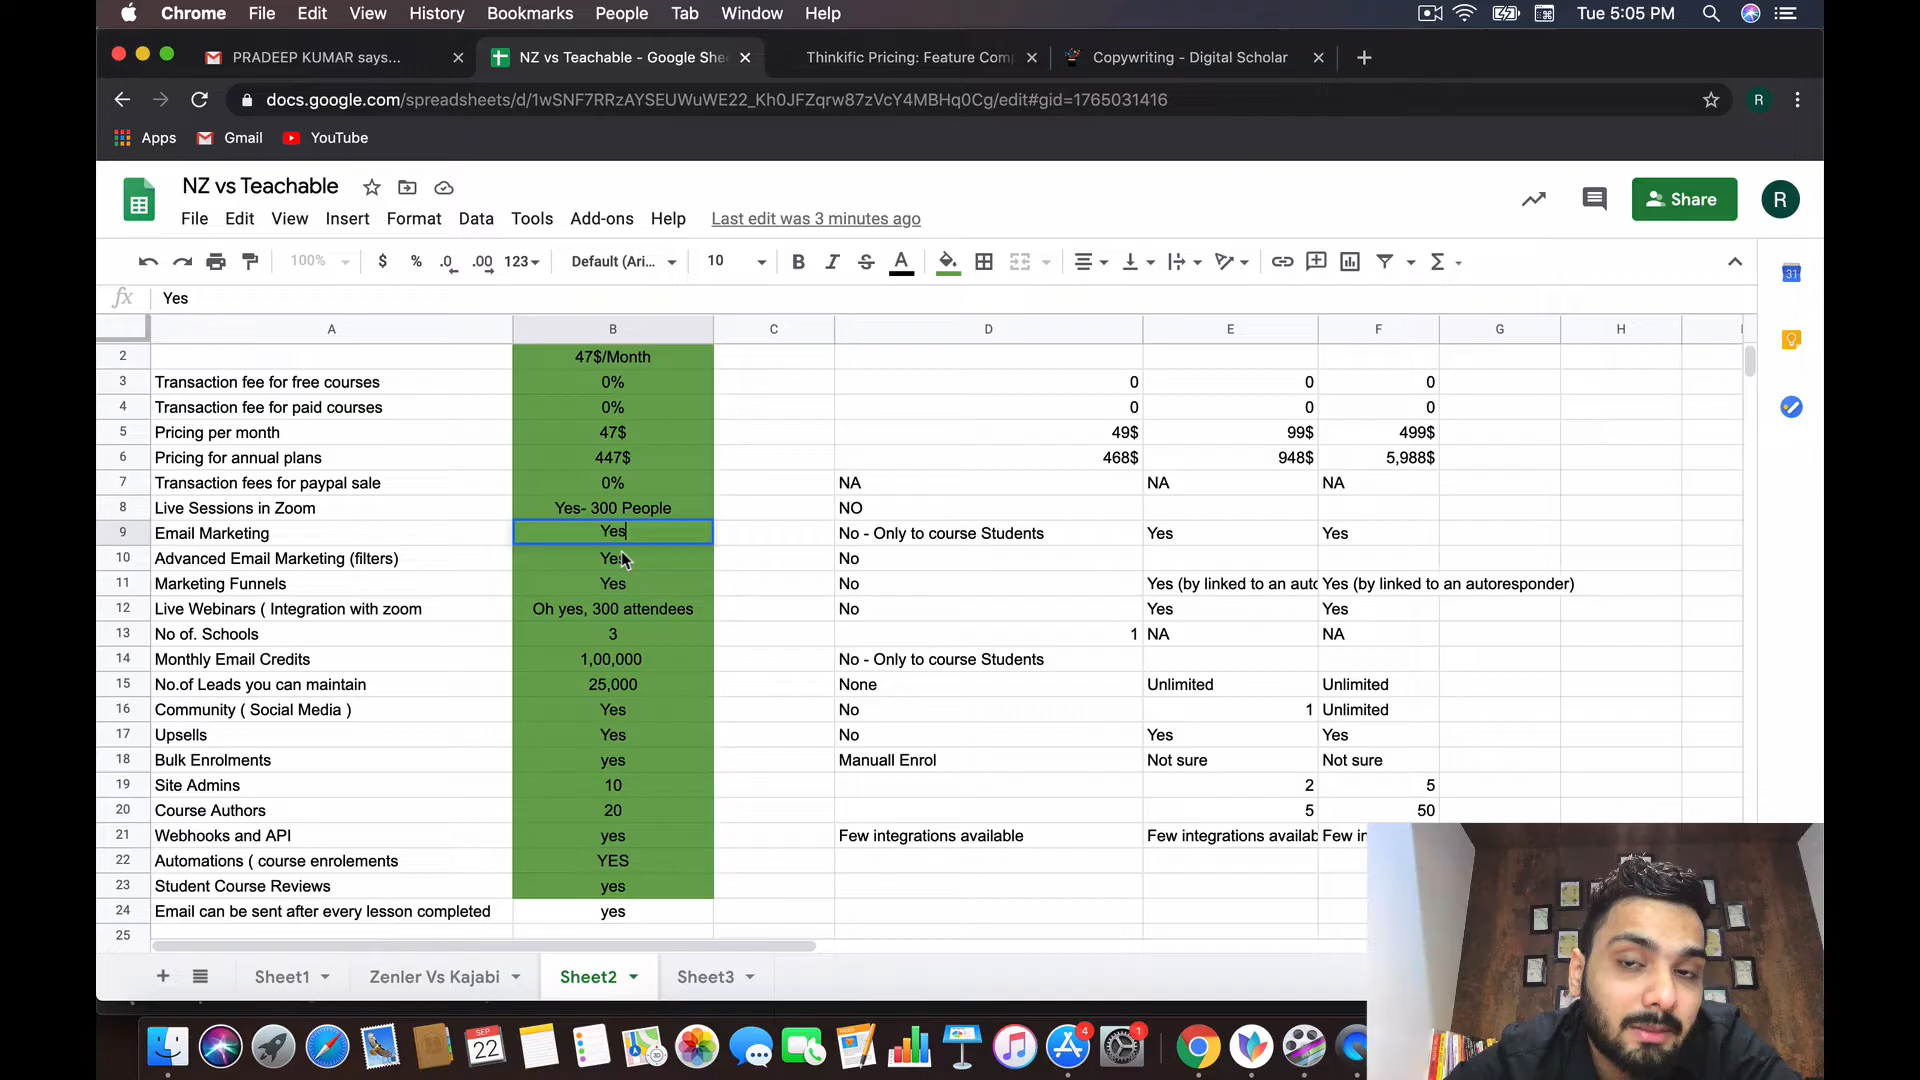 Chrome File Edit View History Bookmarks People Tab Window Help Tue 5:05 PM
PRADEEP KUMAR says... NZ vs Teachable - Google She Thinkific Pricing: Feature Comp Copywriting - Digital Scholar
docs.google.com/spreadsheets/d/1wSNF7RRzAYSEUWuWE22_Kh0JFZqrw87zVcY4MBHq0Cg/edit#gid=1765031416 R
Apps Gmail YouTube
NZ vs Teachable
File Edit View Insert Format Data Tools Add-ons Help Last edit was 3 minutes ago Share R
100% $ % .0 .00 123 Default (Ari... 10 B I S A Σ 31
fx Yes
A B C D E F G H
2 47$/Month
3 Transaction fee for free courses 0% 0 0 0
4 Transaction fee for paid courses 0% 0 0 0
5 Pricing per month 47$ 49$ 99$ 499$
6 Pricing for annual plans 447$ 468$ 948$ 5,988$
7 Transaction fees for paypal sale 0% NA NA NA
8 Live Sessions in Zoom Yes- 300 People NO
9 Email Marketing Yes No - Only to course Students Yes Yes
10 Advanced Email Marketing (filters) Yes No
11 Marketing Funnels Yes No Yes (by linked to an auto Yes (by linked to an autoresponder)
12 Live Webinars ( Integration with zoom Oh yes, 300 attendees No Yes Yes
13 No of. Schools 3 1 NA NA
14 Monthly Email Credits 1,00,000 No - Only to course Students
15 No.of Leads you can maintain 25,000 None Unlimited Unlimited
16 Community ( Social Media ) Yes No 1 Unlimited
17 Upsells Yes No Yes Yes
18 Bulk Enrolments yes Manuall Enrol Not sure Not sure
19 Site Admins 10 2 5
20 Course Authors 20 5 50
21 Webhooks and API yes Few integrations available Few integrations availab Few in
22 Automations ( course enrolements YES
23 Student Course Reviews yes
24 Email can be sent after every lesson completed yes
25
Sheet1 Zenler Vs Kajabi Sheet2 Sheet3
SEP 22 4 1